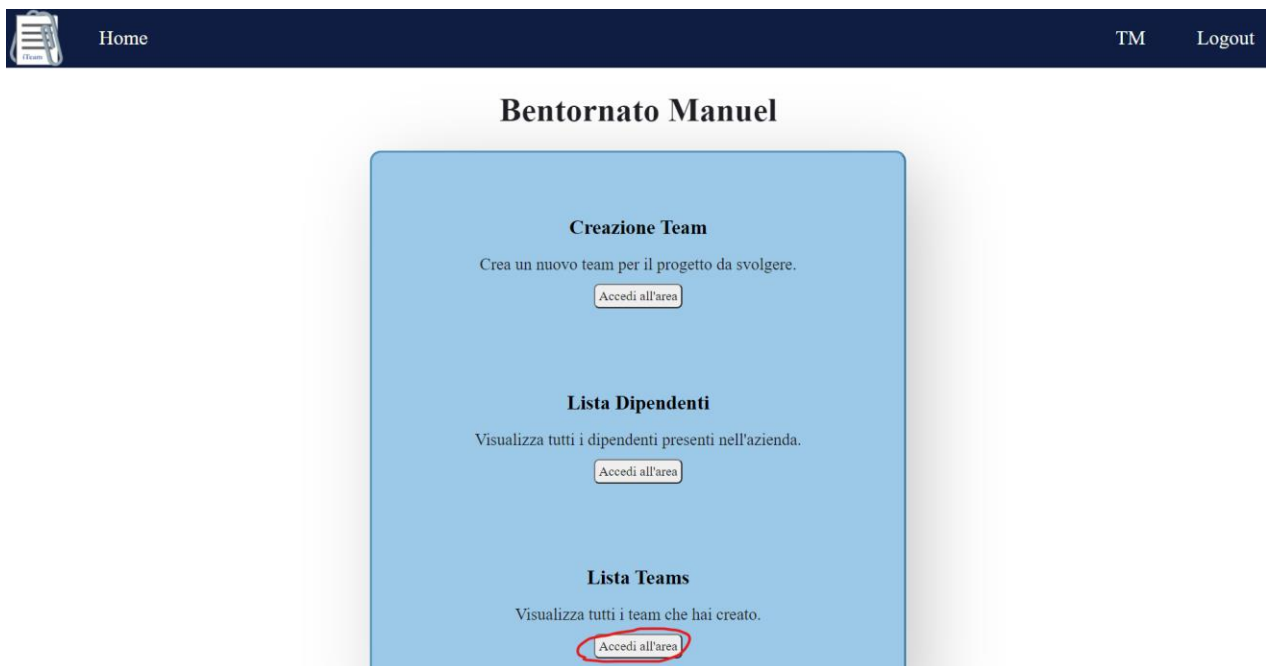 iTeam
Home
TM
Logout
Bentornato Manuel
Creazione Team
Crea un nuovo team per il progetto da svolgere.
Accedi all'area
Lista Dipendenti
Visualizza tutti i dipendenti presenti nell'azienda.
Accedi all'area
Lista Teams
Visualizza tutti i team che hai creato.
Accedi all'area